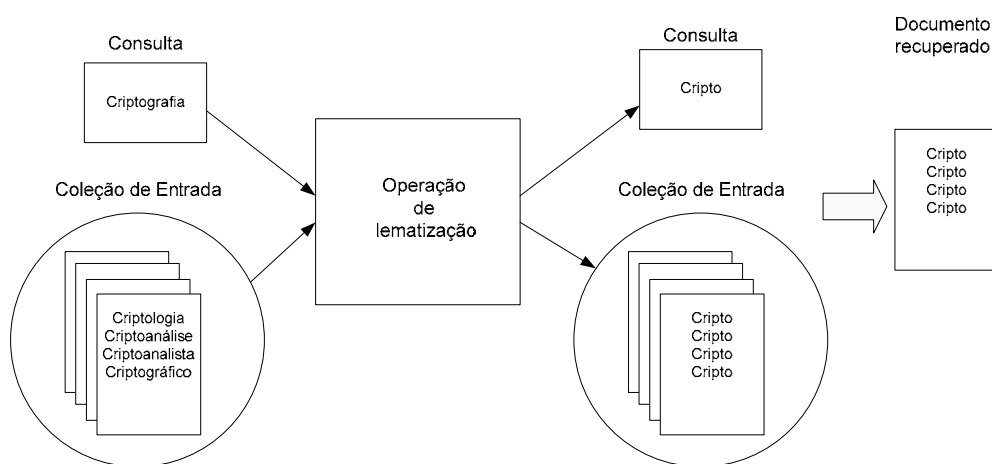 Consulta
Criptografia
Coleção de Entrada
Criptologia
Criptoanálise
Criptoanalista
Criptográfico
Operação
de
lematização
Consulta
Cripto
Coleção de Entrada
Cripto
Cripto
Cripto
Cripto
Documento
recuperado
Cripto
Cripto
Cripto
Cripto